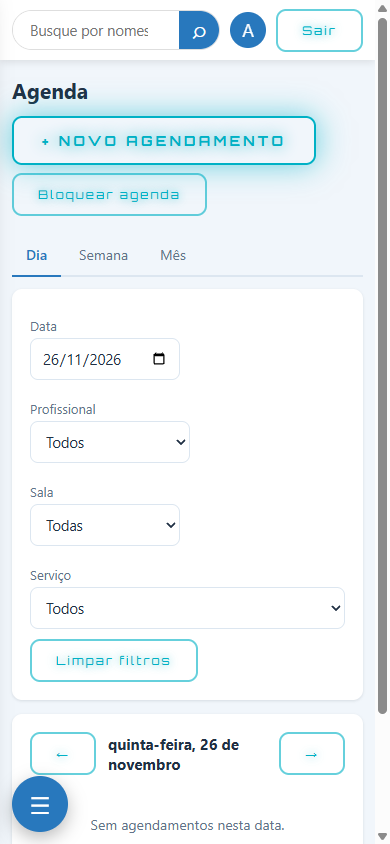 Busque por nomes
A
Sair
Agenda
+ NOVO AGENDAMENTO
Bloquear agenda
Dia Semana Mês
Data
26/11/2026
Profissional
Todos
Sala
Todas
Serviço
Todos
Limpar filtros
← quinta-feira, 26 de →
novembro
Sem agendamentos nesta data.